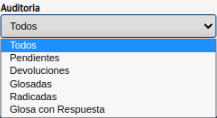 Auditoria
Todos
Todos
Pendientes
Devoluciones
Glosadas
Radicadas
Glosa con Respuesta